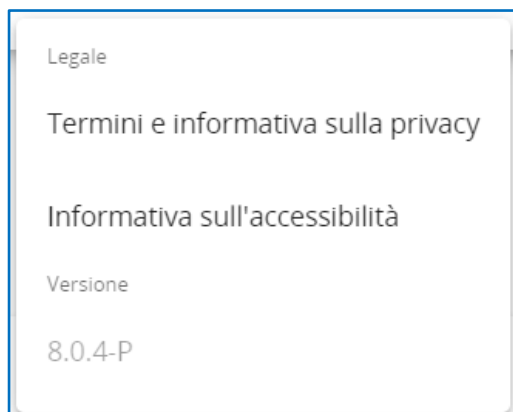 Legale
Termini e informativa sulla privacy
Informativa sull'accessibilità
Versione
8.0.4-P